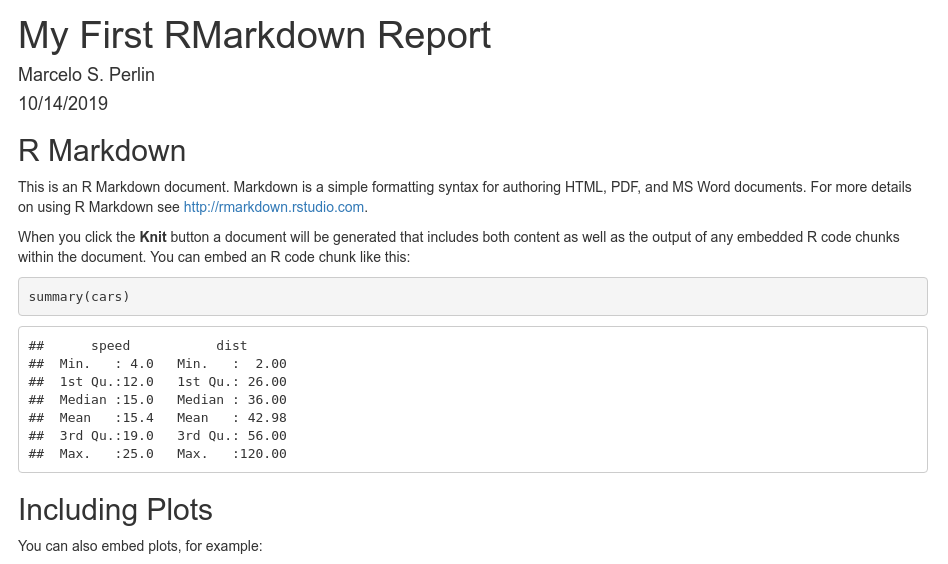 My First RMarkdown Report
Marcelo S. Perlin
10/14/2019
R Markdown
This is an R Markdown document. Markdown is a simple formatting syntax for authoring HTML, PDF, and MS Word documents. For more details
on using R Markdown see http://rmarkdown.rstudio.com.
When you click the Knit button a document will be generated that includes both content as well as the output of any embedded R code chunks
within the document. You can embed an R code chunk like this:
summary(cars)
##      speed           dist
##  Min.   : 4.0   Min.   :  2.00
##  1st Qu.:12.0   1st Qu.: 26.00
##  Median :15.0   Median : 36.00
##  Mean   :15.4   Mean   : 42.98
##  3rd Qu.:19.0   3rd Qu.: 56.00
##  Max.   :25.0   Max.   :120.00
Including Plots
You can also embed plots, for example: